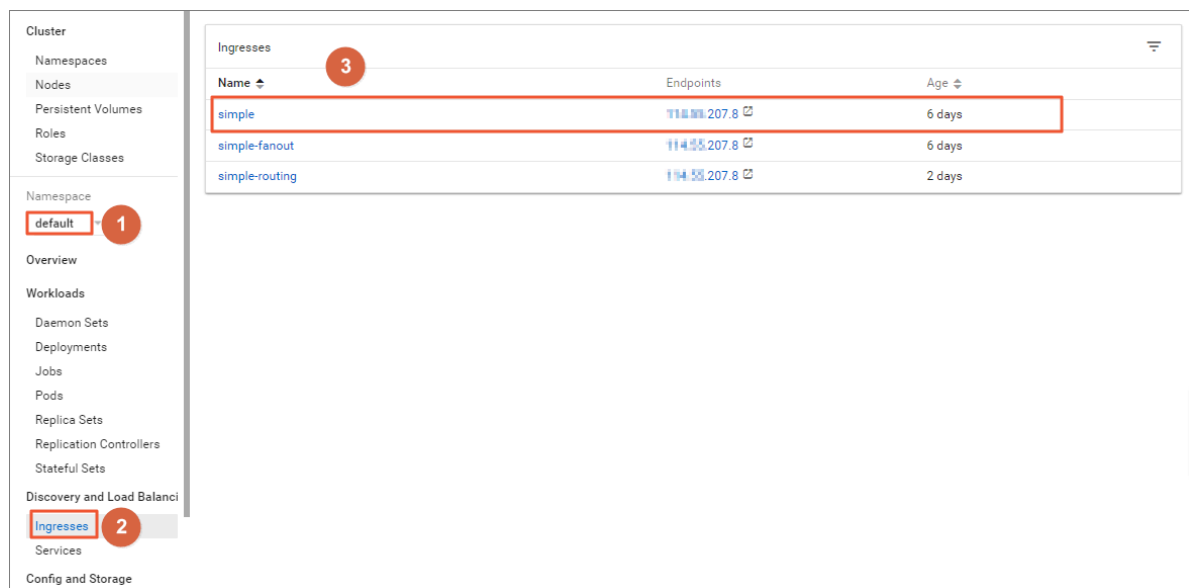 Cluster
Namespaces
Nodes
Persistent Volumes
Roles
Storage Classes
Namespace
default
1
Overview
Workloads
Daemon Sets
Deployments
Jobs
Pods
Replica Sets
Replication Controllers
Stateful Sets
Discovery and Load Balanci
Ingresses
2
Services
Config and Storage
Ingresses
3
Name Endpoints Age
simple .207.8 6 days
simple-fanout .207.8 6 days
simple-routing .207.8 2 days